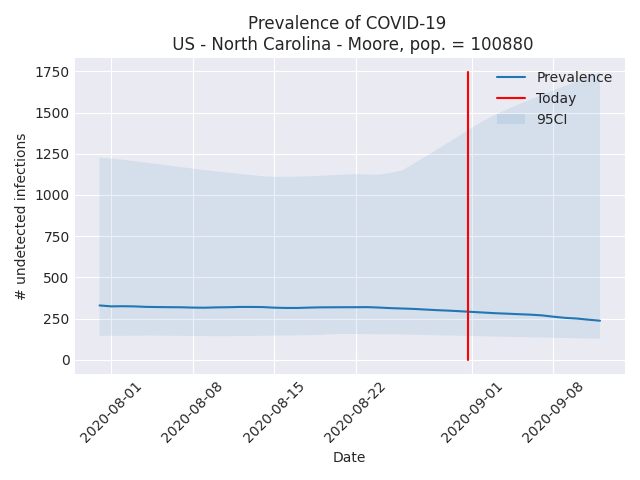 Prevalence of COVID-19
US - North Carolina - Moore, pop. = 100880
1750
1500
1250
1000
750
500
250
0
# undetected infections
Prevalence
Today
95CI
2020-08-01
2020-08-08
2020-08-15
2020-08-22
2020-09-01
2020-09-08
Date